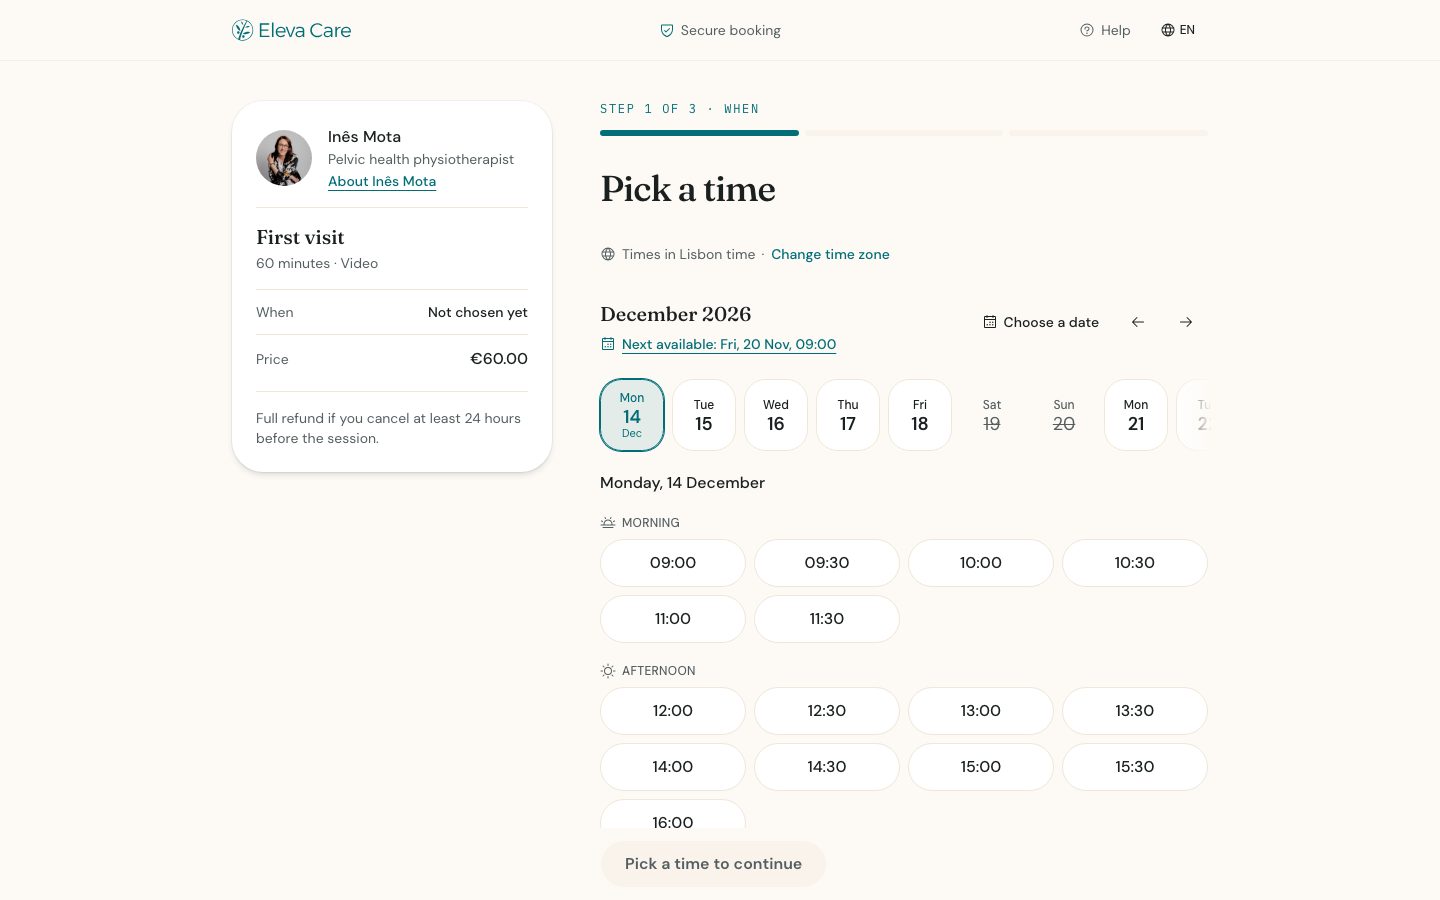 Eleva Care
Secure booking
Help
EN
Inês Mota
Pelvic health physiotherapist
About Inês Mota
First visit
60 minutes · Video
When Not chosen yet
Price €60.00
Full refund if you cancel at least 24 hours
before the session.
STEP 1 OF 3 · WHEN
Pick a time
Times in Lisbon time · Change time zone
December 2026
Choose a date
Next available: Fri, 20 Nov, 09:00
Mon 14 Dec
Tue 15
Wed 16
Thu 17
Fri 18
Sat 19
Sun 20
Mon 21
Monday, 14 December
MORNING
09:00 09:30 10:00 10:30
11:00 11:30
AFTERNOON
12:00 12:30 13:00 13:30
14:00 14:30 15:00 15:30
16:00
Pick a time to continue